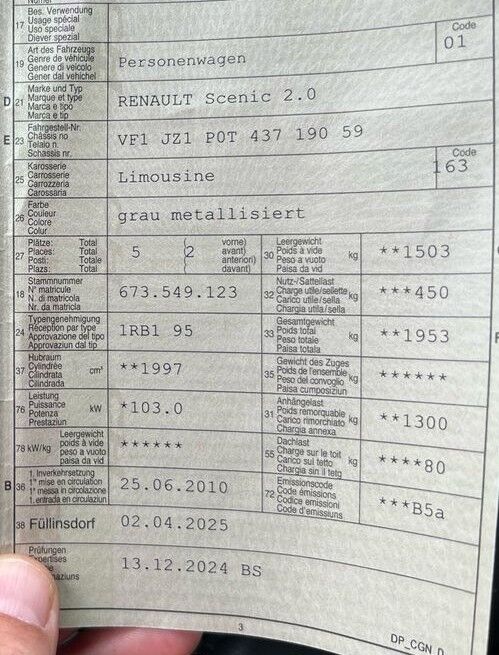 17 Bes. Verwendung
Usage spécial
Uso speciale
Diever spezial
Code
01
19 Art des Fahrzeugs
Genre de véhicule
Genere di veicolo
Gener dal vehichel
Personenwagen
D 21 Marke und Typ
Marque et type
Marca e tipo
Marca e tip
RENAULT Scenic 2.0
E 23 Fahrgestell-Nr.
Châssis no
Telaio n.
Schassis nr.
VF1 JZ1 P0T 437 190 59
25 Karosserie
Carrosserie
Carrozzeria
Carossaria
Limousine
Code
163
26 Farbe
Couleur
Colore
Colur
grau metallisiert
27 Plätze: Total
Places: Total
Posti: Totale
Plazs: Total
5 (2
vorne)
avant)
anteriori)
davant)
30 Leergewicht
Poids à vide
Peso a vuoto
Paisa da vid
kg
**1503
18 Stammnummer
N° matricule
N. di matricola
Nr. da matricla
673.549.123
32 Nutz-/Sattellast
Charge utile/sellette
Carico utile/sella
Chargia utila/sella
kg
***450
24 Typengenehmigung
Réception par type
Approvazione del tipo
Approvaziun dal tip
1RB1 95
33 Gesamtgewicht
Poids total
Peso totale
Paisa totala
kg
**1953
37 Hubraum
Cylindrée
Cilindrata
Cilindrada
cm³
**1997
35 Gewicht des Zuges
Poids de l'ensemble
Peso del convoglio
Paisa cumposiziun
kg
******
76 Leistung
Puissance
Potenza
Prestaziun
kW
*103.0
31 Anhängelast
Poids remorquable
Carico rimorchiato
Chargia annexa
kg
**1300
78 kW/kg Leergewicht
poids à vide
peso a vuoto
paisa da vid
******
55 Dachlast
Charge sur le toit
Carico sul tetto
Chargia sin il tetg
kg
****80
B 36 1. Inverkehrsetzung
1re mise en circulation
1a messa in circolazione
1. entrada en circulaziun
25.06.2010
72 Emissionscode
Code émissions
Codice emissioni
Code d'emissiuns
***B5a
38 Füllinsdorf 02.04.2025
Prüfungen
Expertises
13.12.2024 BS
3
DP_CGN_D